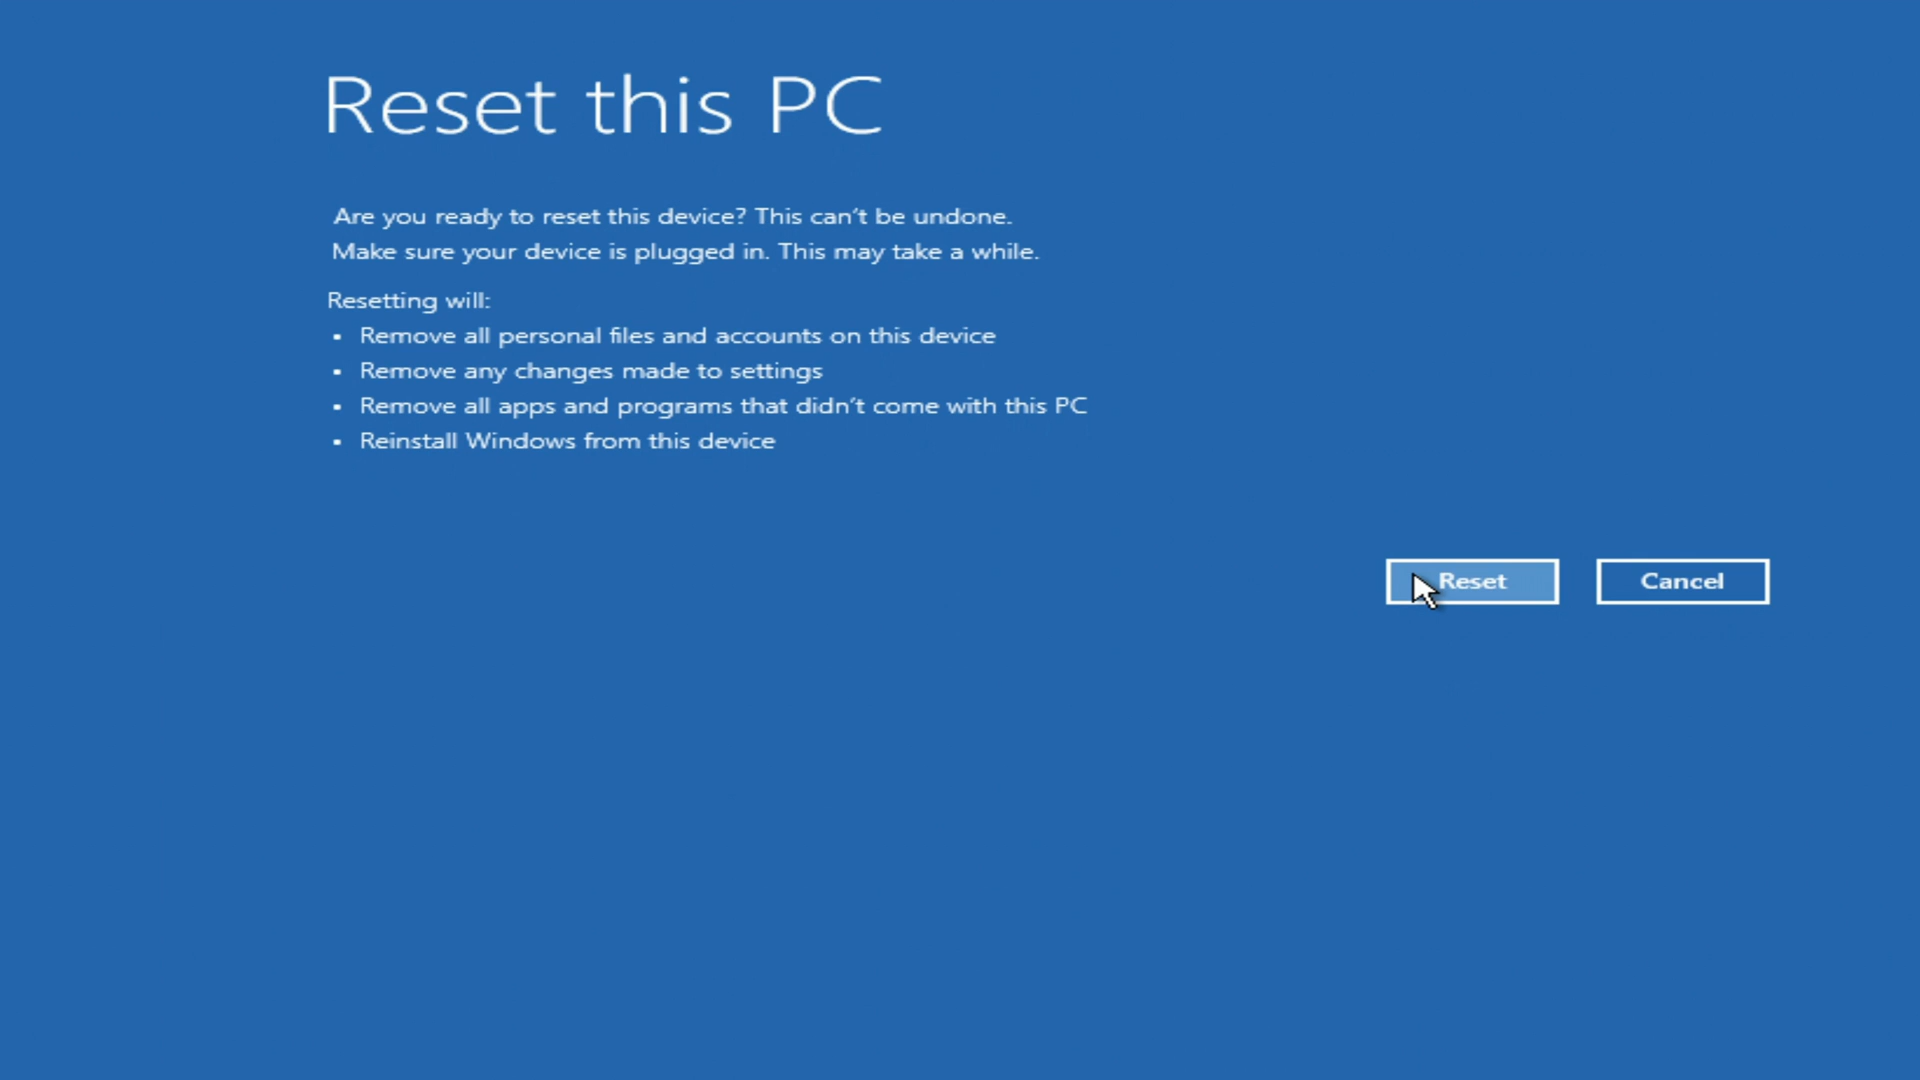 Reset this PC
Are you ready to reset this device? This can't be undone.
Make sure your device is plugged in. This may take a while.
Resetting will:
▪ Remove all personal files and accounts on this device
▪ Remove any changes made to settings
▪ Remove all apps and programs that didn't come with this PC
▪ Reinstall Windows from this device
Reset
Cancel